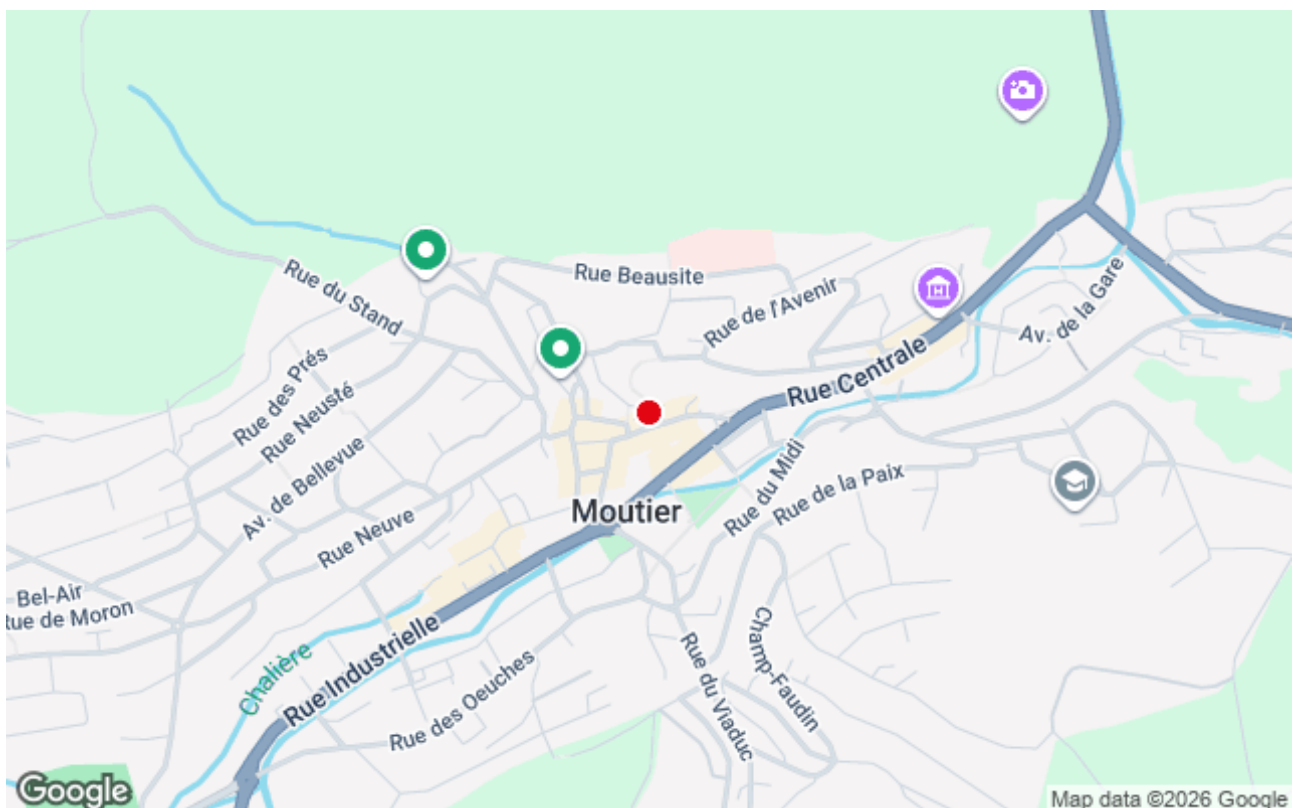 Rue Beausite
Rue du Stand
Rue de l'Avenir
Av. de la Gare
Rue Centrale
Rue des Prés
Rue Neusté
Av. de Bellevue
Rue Neuve
Rue du Midi
Rue de la Paix
Moutier
Bel-Air
Rue de Moron
Chalière
Rue Industrielle
Rue des Oeuches
Rue du Viaduc
Champ-Faudin
Google
Map data ©2026 Google